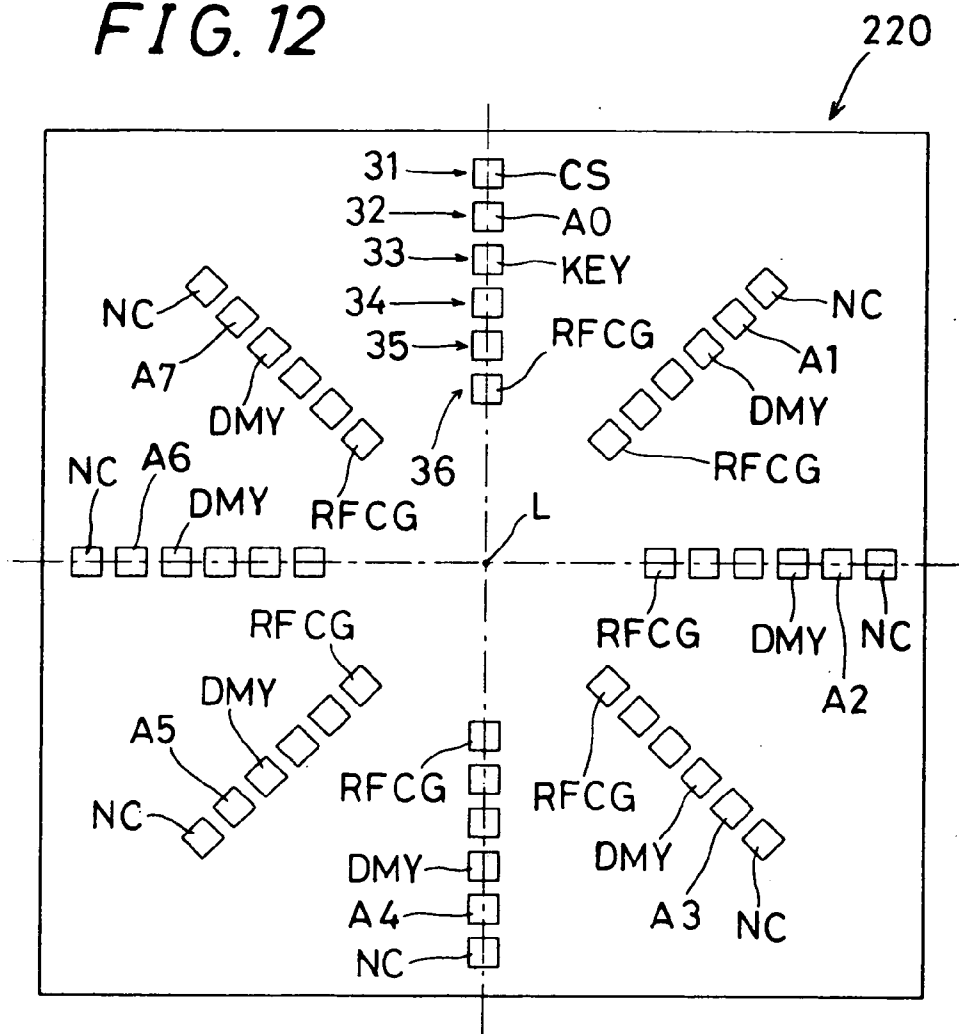 FIG. 12
220
31 CS
32 A0
33 KEY
34
35 RFCG
36
NC
A7
DMY
RFCG
NC
A1
DMY
RFCG
NC
A6
DMY
L
RFCG
DMY
NC
A2
RFCG
DMY
A5
NC
RFCG
DMY
A4
NC
RFCG
DMY
A3
NC